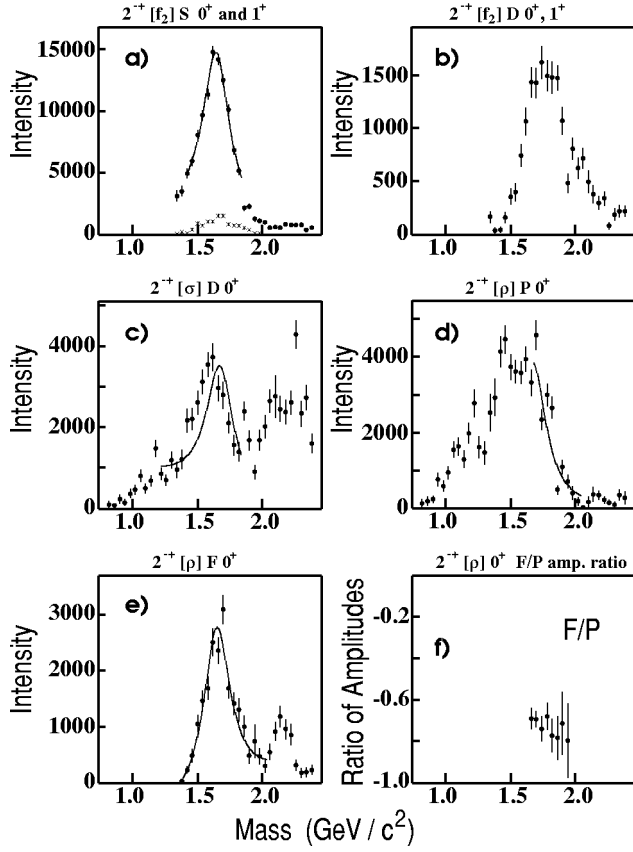 2⁻⁺ [f₂] S 0⁺ and 1⁺
a)
Intensity
15000
10000
5000
0
1.0 1.5 2.0
2⁻⁺ [f₂] D 0⁺, 1⁺
b)
Intensity
1500
1000
500
0
1.0 1.5 2.0
2⁻⁺ [σ] D 0⁺
c)
Intensity
4000
2000
0
1.0 1.5 2.0
2⁻⁺ [ρ] P 0⁺
d)
Intensity
4000
2000
0
1.0 1.5 2.0
2⁻⁺ [ρ] F 0⁺
e)
Intensity
3000
2000
1000
0
1.0 1.5 2.0
2⁻⁺ [ρ] 0⁺ F/P amp. ratio
f)
F/P
Ratio of Amplitudes
-0.2
-0.6
-1.0
1.0 1.5 2.0
Mass (GeV / c²)